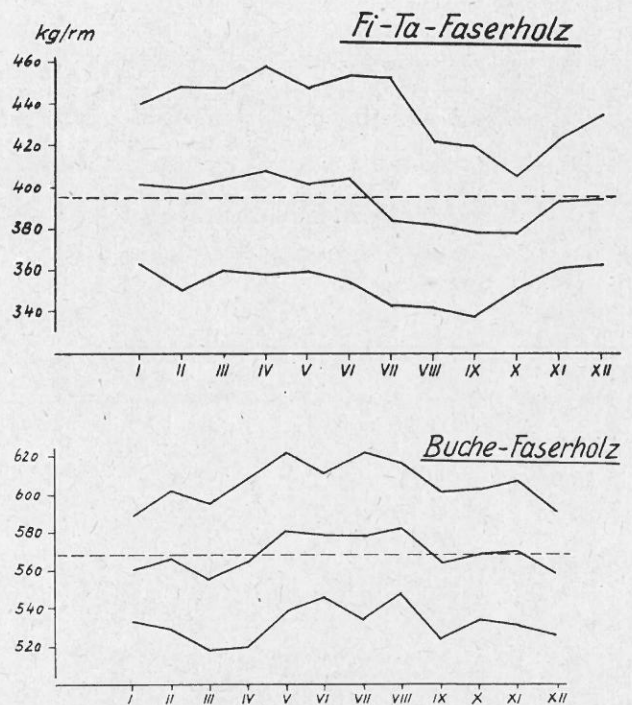 Fi-Ta-Faserholz
kg/rm
460
440
420
400
380
360
340
I II III IV V VI VII VIII IX X XI XII
Buche-Faserholz
620
600
580
560
540
520
I II III IV V VI VII VIII IX X XI XII